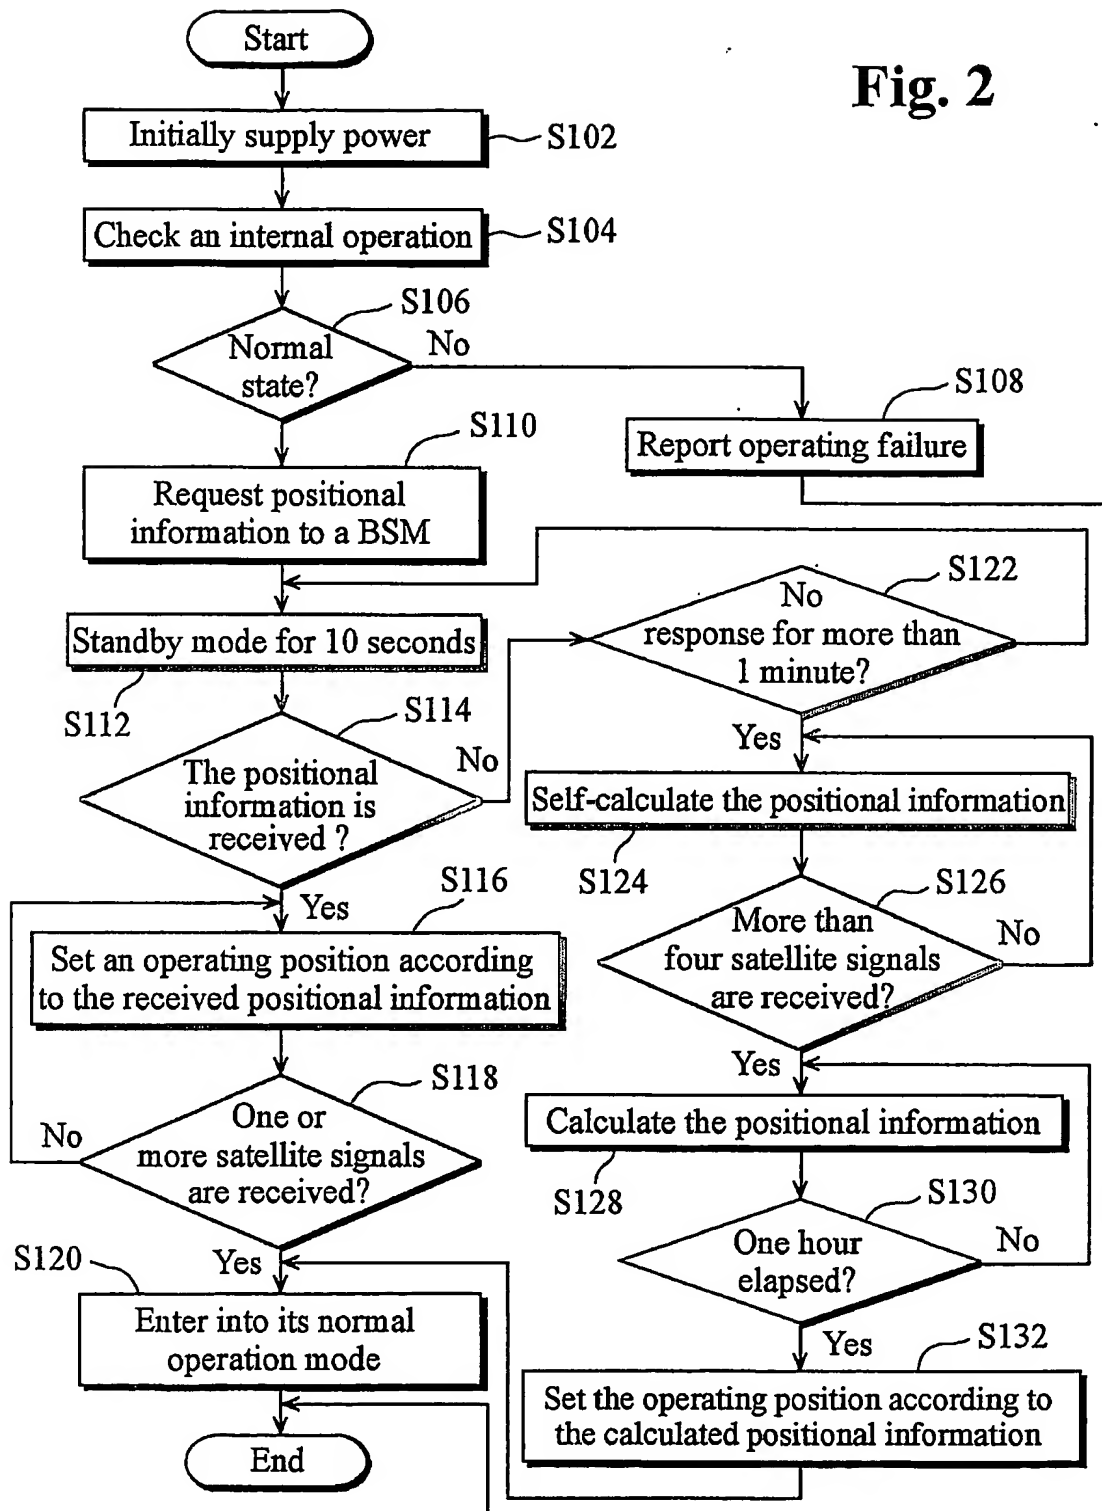 Fig. 2
Start
Initially supply power
S102
Check an internal operation
S104
S106
Normal
state?
No
S108
Report operating failure
S110
Request positional
information to a BSM
Standby mode for 10 seconds
S112
S114
The positional
information is
received ?
No
Yes
S116
Set an operating position according
to the received positional information
S118
One or
more satellite signals
are received?
No
Yes
S120
Enter into its normal
operation mode
End
S122
No
response for more than
1 minute?
Yes
Self-calculate the positional information
S124
S126
More than
four satellite signals
are received?
No
Yes
Calculate the positional information
S128
S130
One hour
elapsed?
No
Yes
S132
Set the operating position according to
the calculated positional information